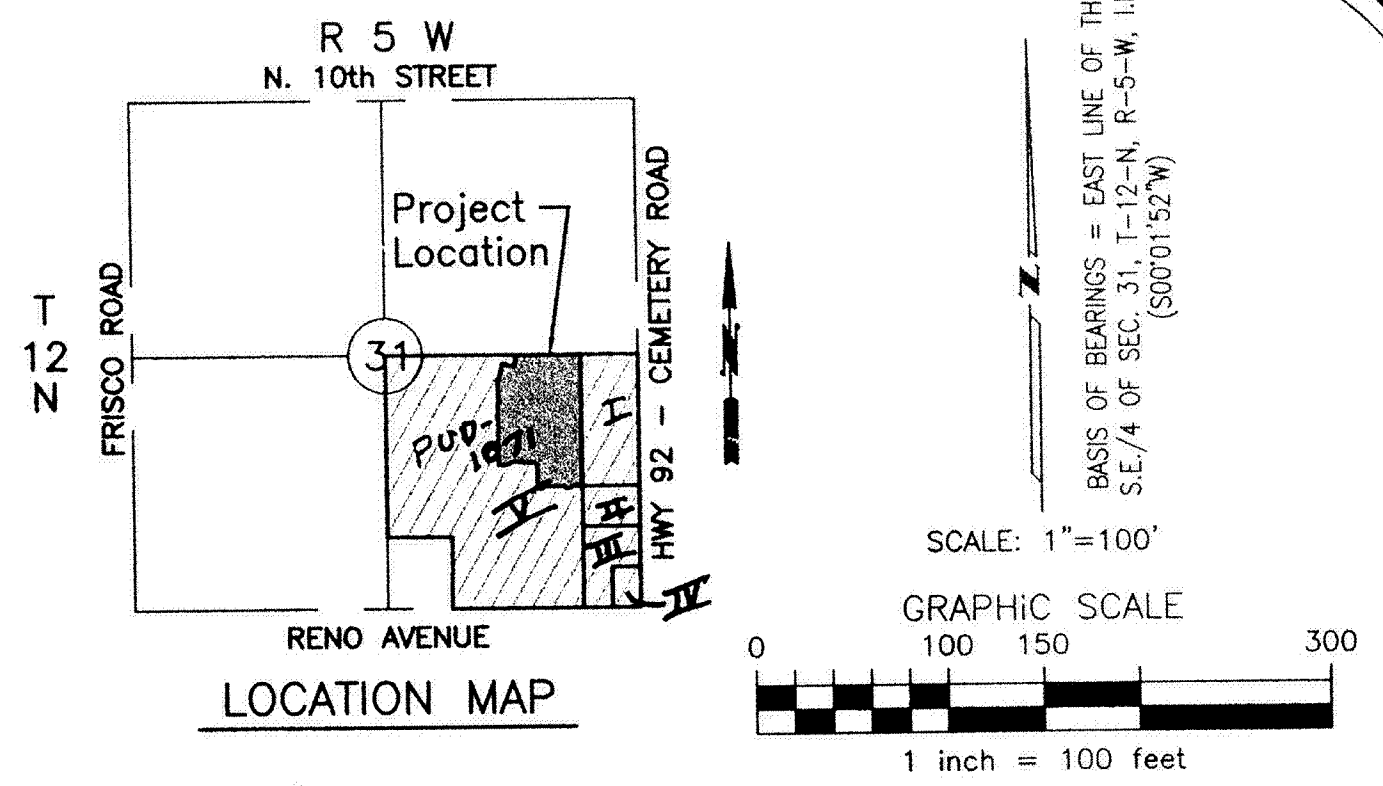 R 5 W
N. 10th STREET
Project
Location
T
12
N
FRISCO ROAD
31
HWY 92 - CEMETERY ROAD
N
PUD-
1071
I
II
III
IV
V
RENO AVENUE
LOCATION MAP
N
BASIS OF BEARINGS = EAST LINE OF TH
S.E./4 OF SEC. 31, T-12-N, R-5-W, I.
(S00°01'52"W)
SCALE: 1"=100'
GRAPHiC SCALE
0 100 150 300
1 inch = 100 feet